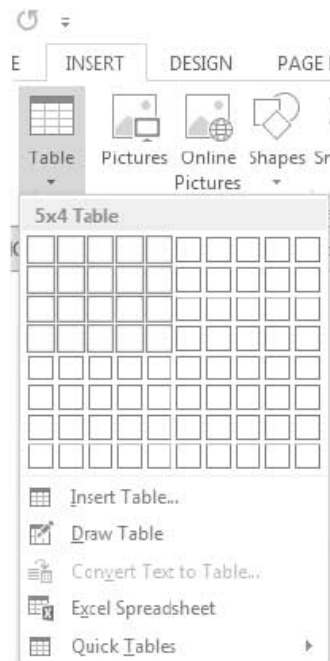 E INSERT DESIGN PAGE
Table Pictures Online Shapes Sr
Pictures
5x4 Table
Insert Table...
Draw Table
Convert Text to Table...
Excel Spreadsheet
Quick Tables